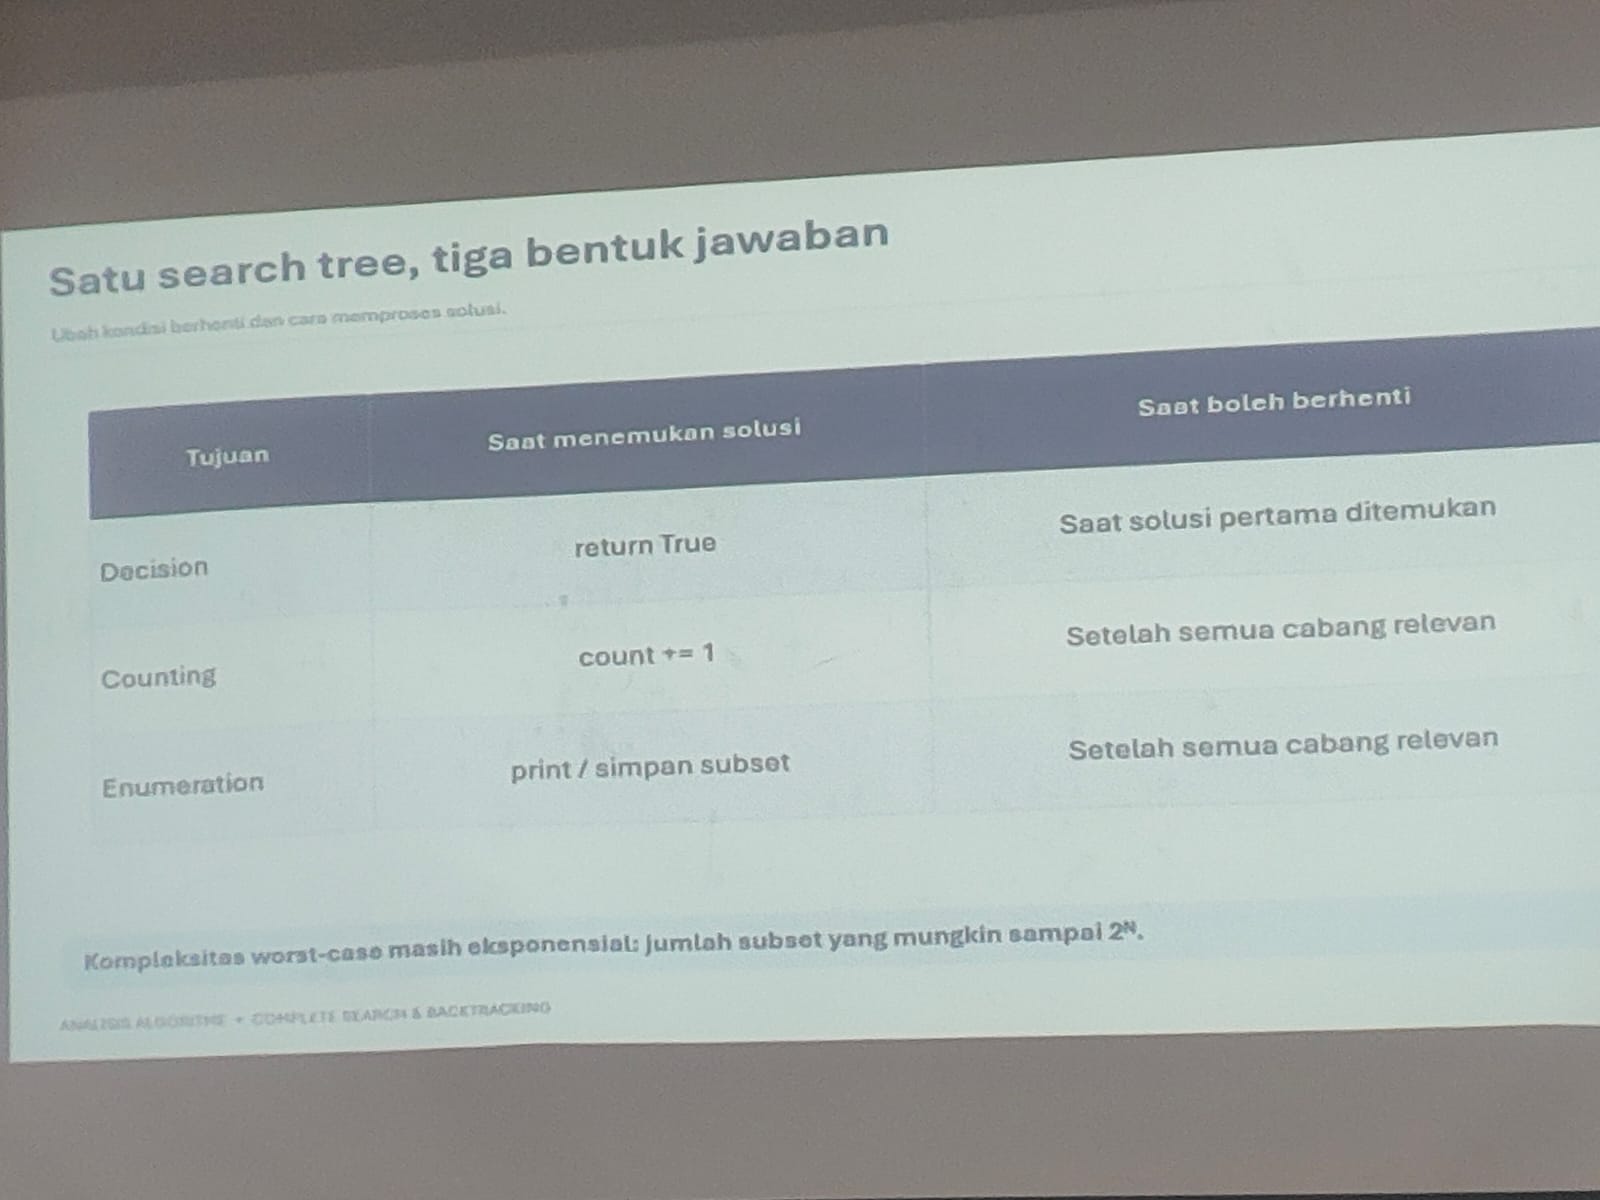 Satu search tree, tiga bentuk jawaban
Ubah kondisi berhenti dan cara memproses solusi.
Tujuan Saat menemukan solusi Saat boleh berhenti
Decision return True Saat solusi pertama ditemukan
Counting count += 1 Setelah semua cabang relevan
Enumeration print / simpan subset Setelah semua cabang relevan
Kompleksitas worst-case masih eksponensial: jumlah subset yang mungkin sampai 2ᴺ.
ANALISIS ALGORITME • COMPLETE SEARCH & BACKTRACKING